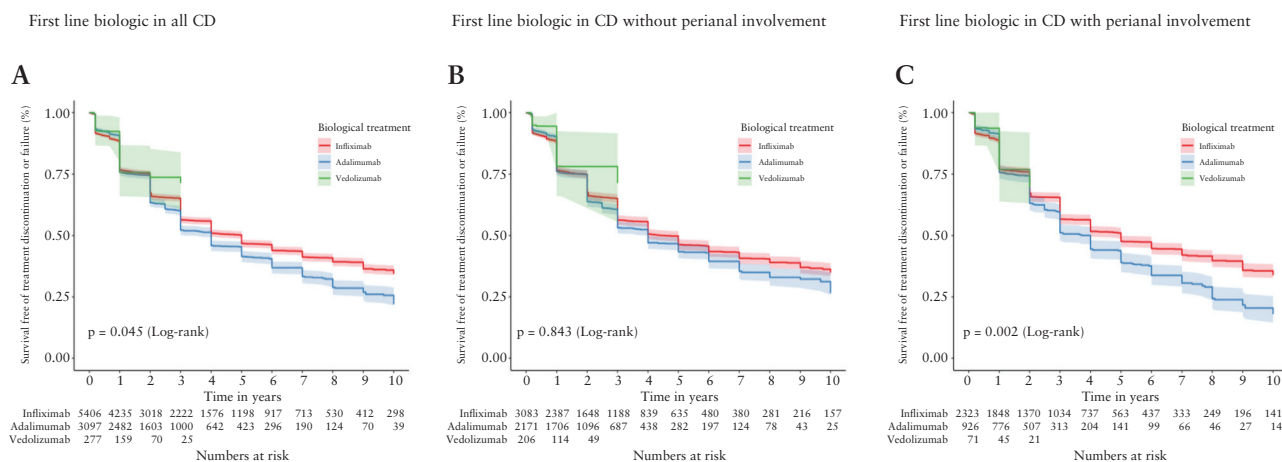 First line biologic in all CD
First line biologic in CD without perianal involvement
First line biologic in CD with perianal involvement
A
Survival free of treatment discontinuation or failure (%)
1.00
0.75
0.50
0.25
0.00
Biological treatment
Infliximab
Adalimumab
Vedolizumab
p = 0.045 (Log-rank)
0 1 2 3 4 5 6 7 8 9 10
Time in years
Infliximab 5406 4235 3018 2222 1576 1198 917 713 530 412 298
Adalimumab 3097 2482 1603 1000 642 423 296 190 124 70 39
Vedolizumab 277 159 70 25
Numbers at risk
B
Survival free of treatment discontinuation or failure (%)
1.00
0.75
0.50
0.25
0.00
Biological treatment
Infliximab
Adalimumab
Vedolizumab
p = 0.843 (Log-rank)
0 1 2 3 4 5 6 7 8 9 10
Time in years
Infliximab 3083 2387 1648 1188 839 635 480 380 281 216 157
Adalimumab 2171 1706 1096 687 438 282 197 124 78 43 25
Vedolizumab 206 114 49
Numbers at risk
C
Survival free of treatment discontinuation or failure (%)
1.00
0.75
0.50
0.25
0.00
Biological treatment
Infliximab
Adalimumab
Vedolizumab
p = 0.002 (Log-rank)
0 1 2 3 4 5 6 7 8 9 10
Time in years
Infliximab 2323 1848 1370 1034 737 563 437 333 249 196 141
Adalimumab 926 776 507 313 204 141 99 66 46 27 14
Vedolizumab 71 45 21
Numbers at risk